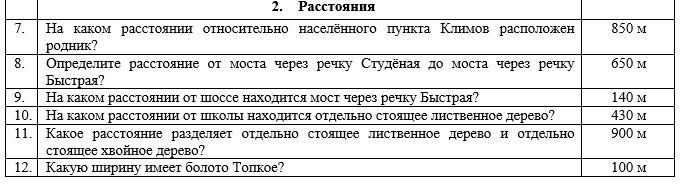 2. Расстояния
7. На каком расстоянии относительно населённого пункта Климов расположен 850 м
родник?
8. Определите расстояние от моста через речку Студёная до моста через речку 650 м
Быстрая?
9. На каком расстоянии от шоссе находится мост через речку Быстрая? 140 м
10. На каком расстоянии от школы находится отдельно стоящее лиственное дерево? 430 м
11. Какое расстояние разделяет отдельно стоящее лиственное дерево и отдельно 900 м
стоящее хвойное дерево?
12. Какую ширину имеет болото Топкое? 100 м